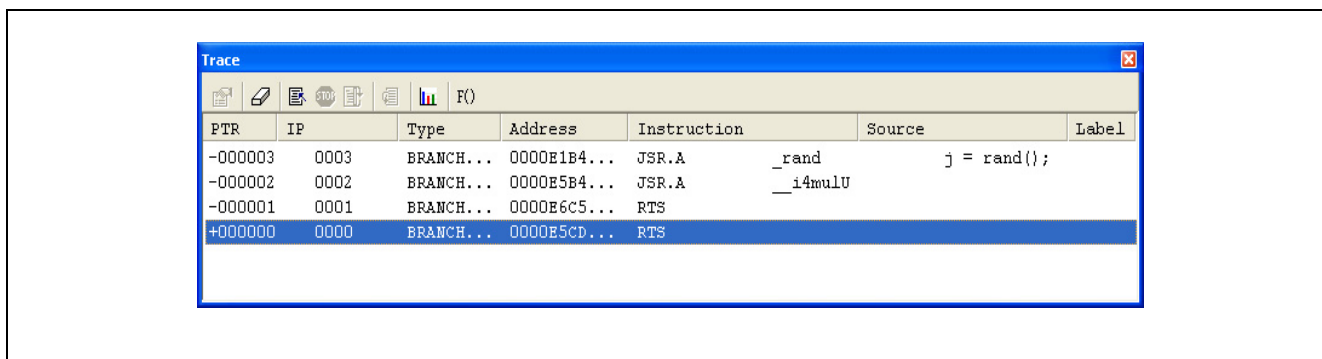 Trace
STOP F()
PTR IP Type Address Instruction Source Label
-000003 0003 BRANCH... 0000E1B4... JSR.A _rand j = rand();
-000002 0002 BRANCH... 0000E5B4... JSR.A __i4mulU
-000001 0001 BRANCH... 0000E6C5... RTS
+000000 0000 BRANCH... 0000E5CD... RTS